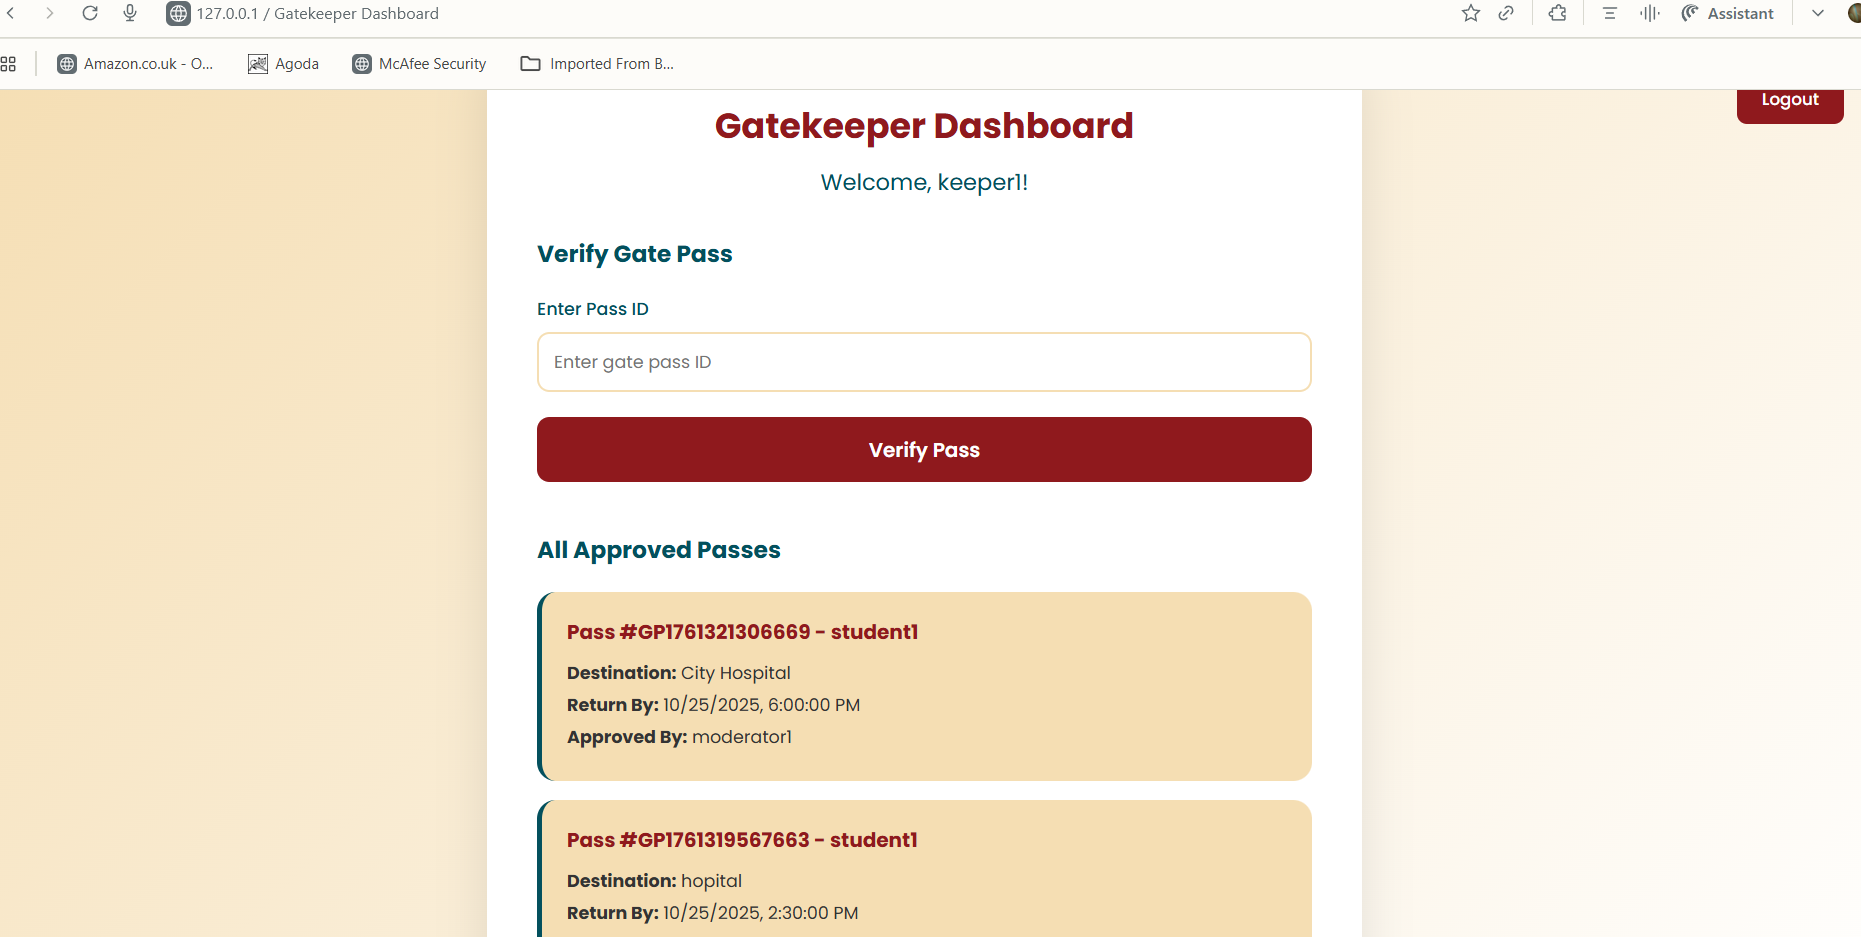 127.0.0.1 / Gatekeeper Dashboard
Assistant
Amazon.co.uk - O...
Agoda
McAfee Security
Imported From B...
Logout
Gatekeeper Dashboard
Welcome, keeper1!
Verify Gate Pass
Enter Pass ID
Enter gate pass ID
Verify Pass
All Approved Passes
Pass #GP1761321306669 - student1
Destination: City Hospital
Return By: 10/25/2025, 6:00:00 PM
Approved By: moderator1
Pass #GP1761319567663 - student1
Destination: hopital
Return By: 10/25/2025, 2:30:00 PM